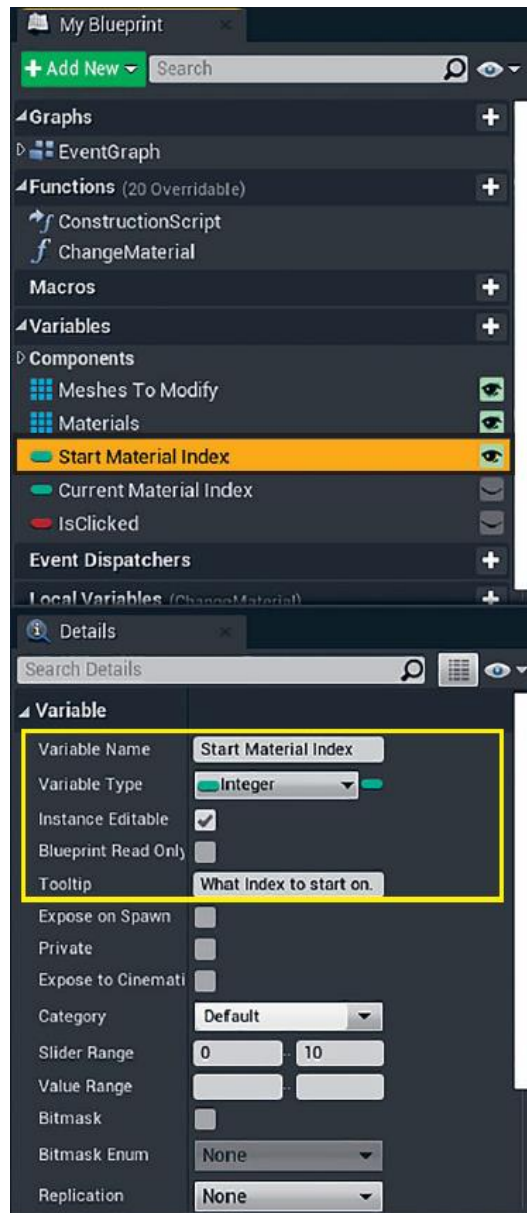 My Blueprint
Add New Search
Graphs
EventGraph
Functions (20 Overridable)
ConstructionScript
ChangeMaterial
Macros
Variables
Components
Meshes To Modify
Materials
Start Material Index
Current Material Index
IsClicked
Event Dispatchers
Local Variables (ChangeMaterial)
Details
Search Details
Variable
Variable Name Start Material Index
Variable Type Integer
Instance Editable
Blueprint Read Only
Tooltip What Index to start on.
Expose on Spawn
Private
Expose to Cinemati
Category Default
Slider Range 0 .. 10
Value Range ..
Bitmask
Bitmask Enum None
Replication None